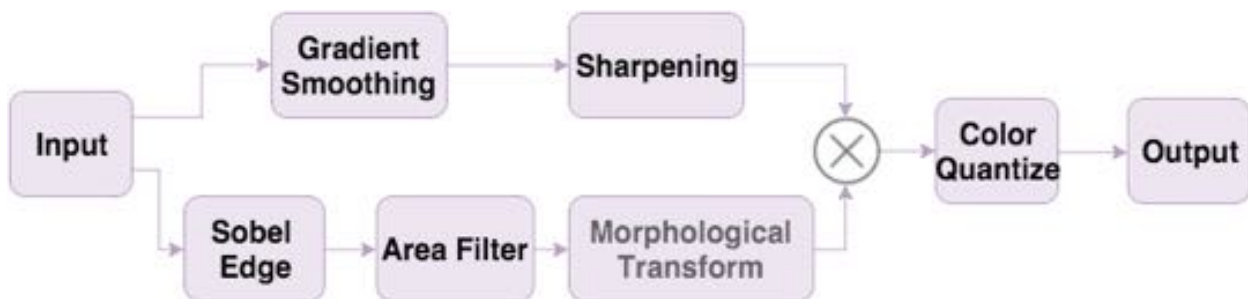 Gradient
Smoothing
Sharpening
Input
Color
Quantize
Output
Sobel
Edge
Area Filter
Morphological
Transform